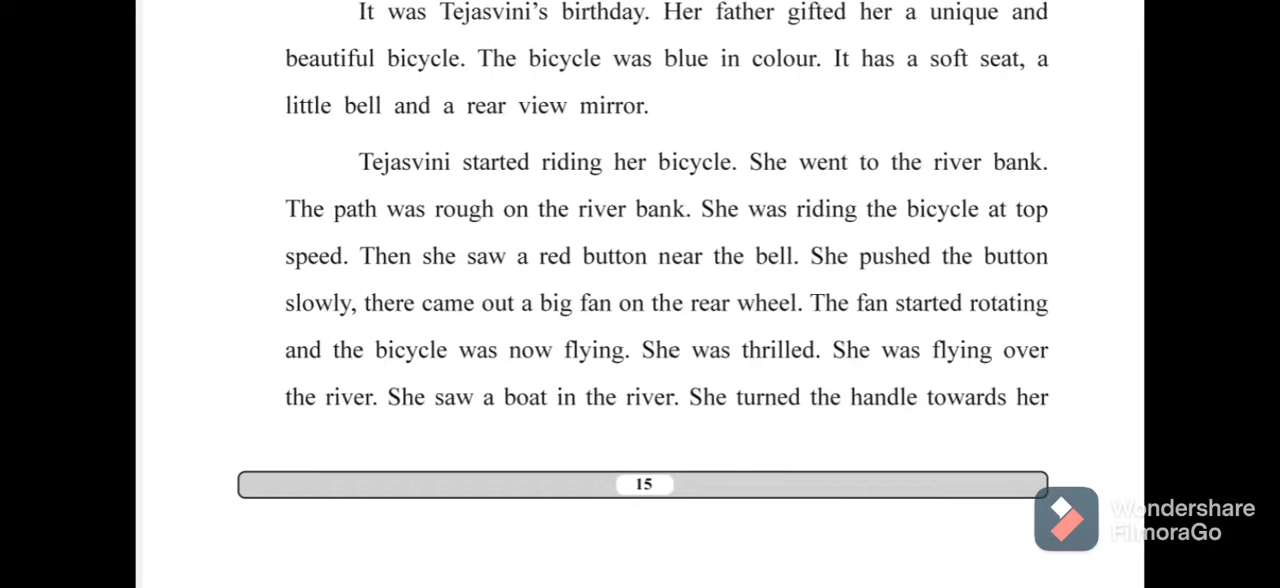 It was Tejasvini’s birthday. Her father gifted her a unique and
beautiful bicycle. The bicycle was blue in colour. It has a soft seat, a
little bell and a rear view mirror.
Tejasvini started riding her bicycle. She went to the river bank.
The path was rough on the river bank. She was riding the bicycle at top
speed. Then she saw a red button near the bell. She pushed the button
slowly, there came out a big fan on the rear wheel. The fan started rotating
and the bicycle was now flying. She was thrilled. She was flying over
the river. She saw a boat in the river. She turned the handle towards her
15
Wondershare
FilmoraGo